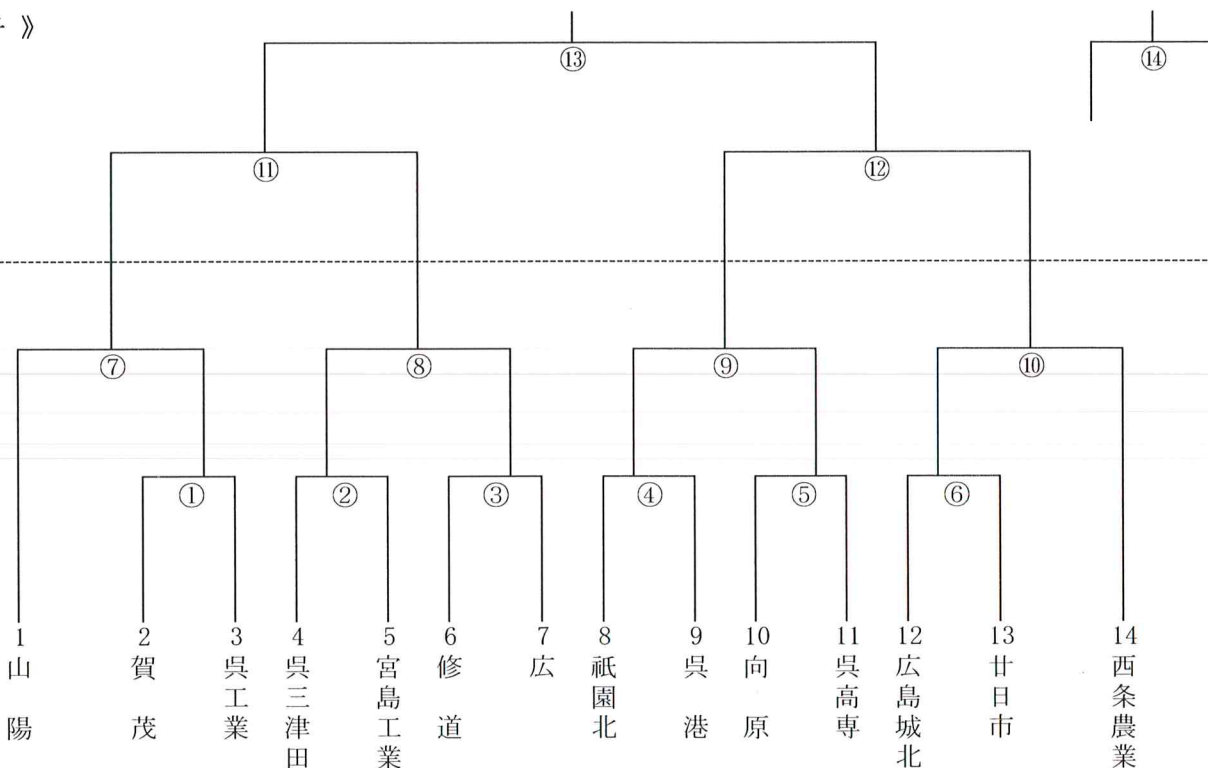 》
⑬
⑭
⑪
⑫
⑦
⑧
⑨
⑩
①
②
③
④
⑤
⑥
1 山陽
2 賀茂
3 呉工業
4 呉三津田
5 宮島工業
6 修道
7 広
8 祇園北
9 呉港
10 向原
11 呉高専
12 広島城北
13 廿日市
14 西条農業